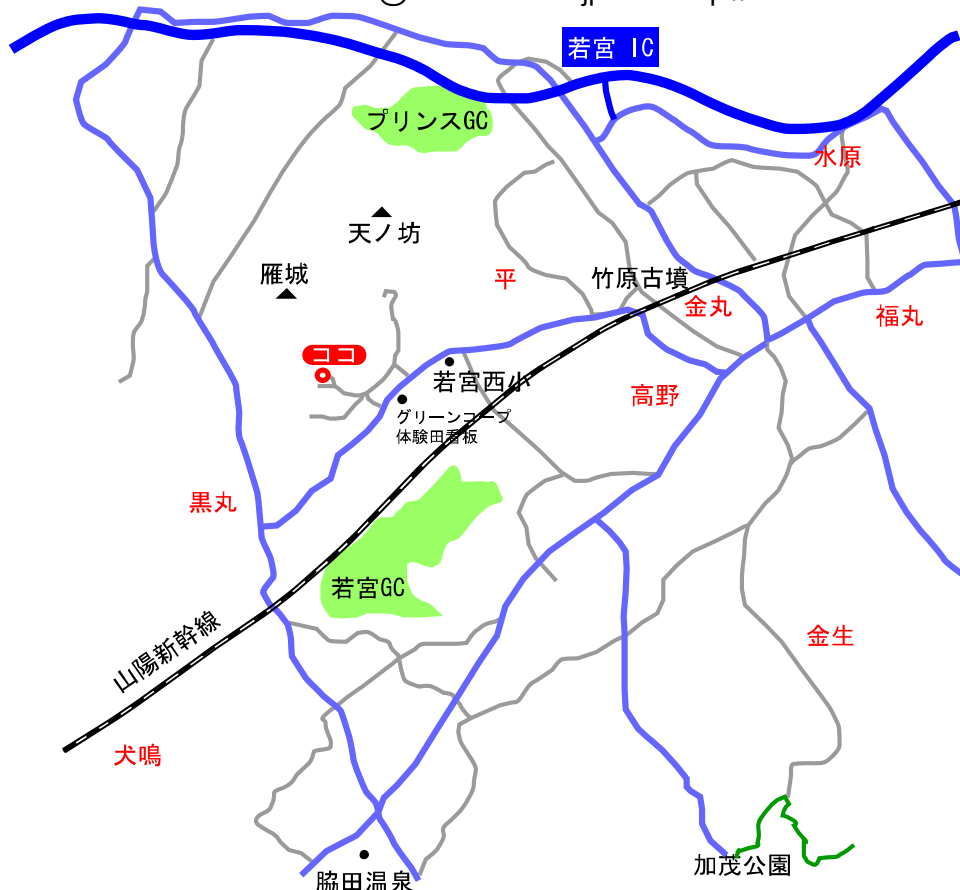 若宮 IC
プリンスGC
水原
天ノ坊
雁城
平
竹原古墳
金丸
福丸
ココ
若宮西小
高野
グリーンコープ
体験田看板
黒丸
若宮GC
山陽新幹線
金生
犬鳴
加茂公園
脇田温泉